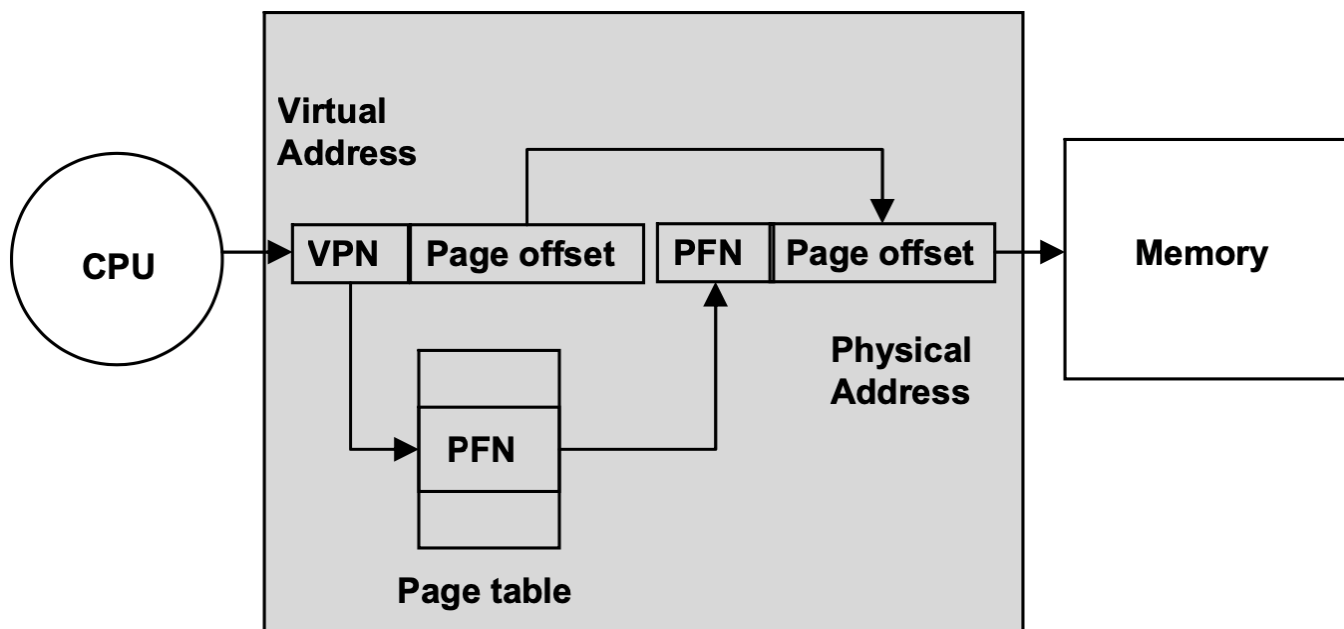 Virtual
Address
CPU
VPN
Page offset
PFN
Page offset
Memory
Physical
Address
PFN
Page table